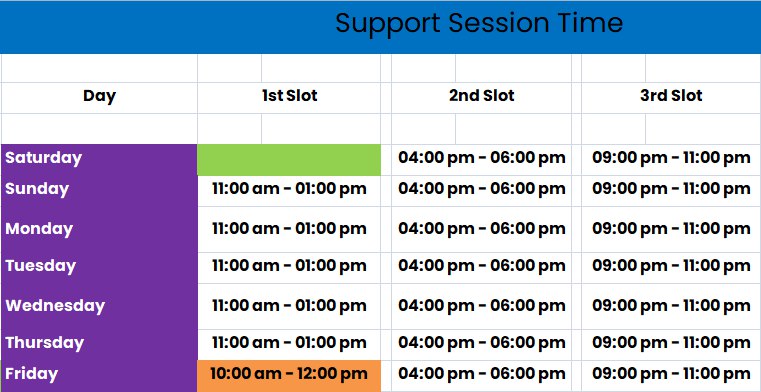 Support Session Time
Day 1st Slot 2nd Slot 3rd Slot
Saturday 04:00 pm - 06:00 pm 09:00 pm - 11:00 pm
Sunday 11:00 am - 01:00 pm 04:00 pm - 06:00 pm 09:00 pm - 11:00 pm
Monday 11:00 am - 01:00 pm 04:00 pm - 06:00 pm 09:00 pm - 11:00 pm
Tuesday 11:00 am - 01:00 pm 04:00 pm - 06:00 pm 09:00 pm - 11:00 pm
Wednesday 11:00 am - 01:00 pm 04:00 pm - 06:00 pm 09:00 pm - 11:00 pm
Thursday 11:00 am - 01:00 pm 04:00 pm - 06:00 pm 09:00 pm - 11:00 pm
Friday 10:00 am - 12:00 pm 04:00 pm - 06:00 pm 09:00 pm - 11:00 pm